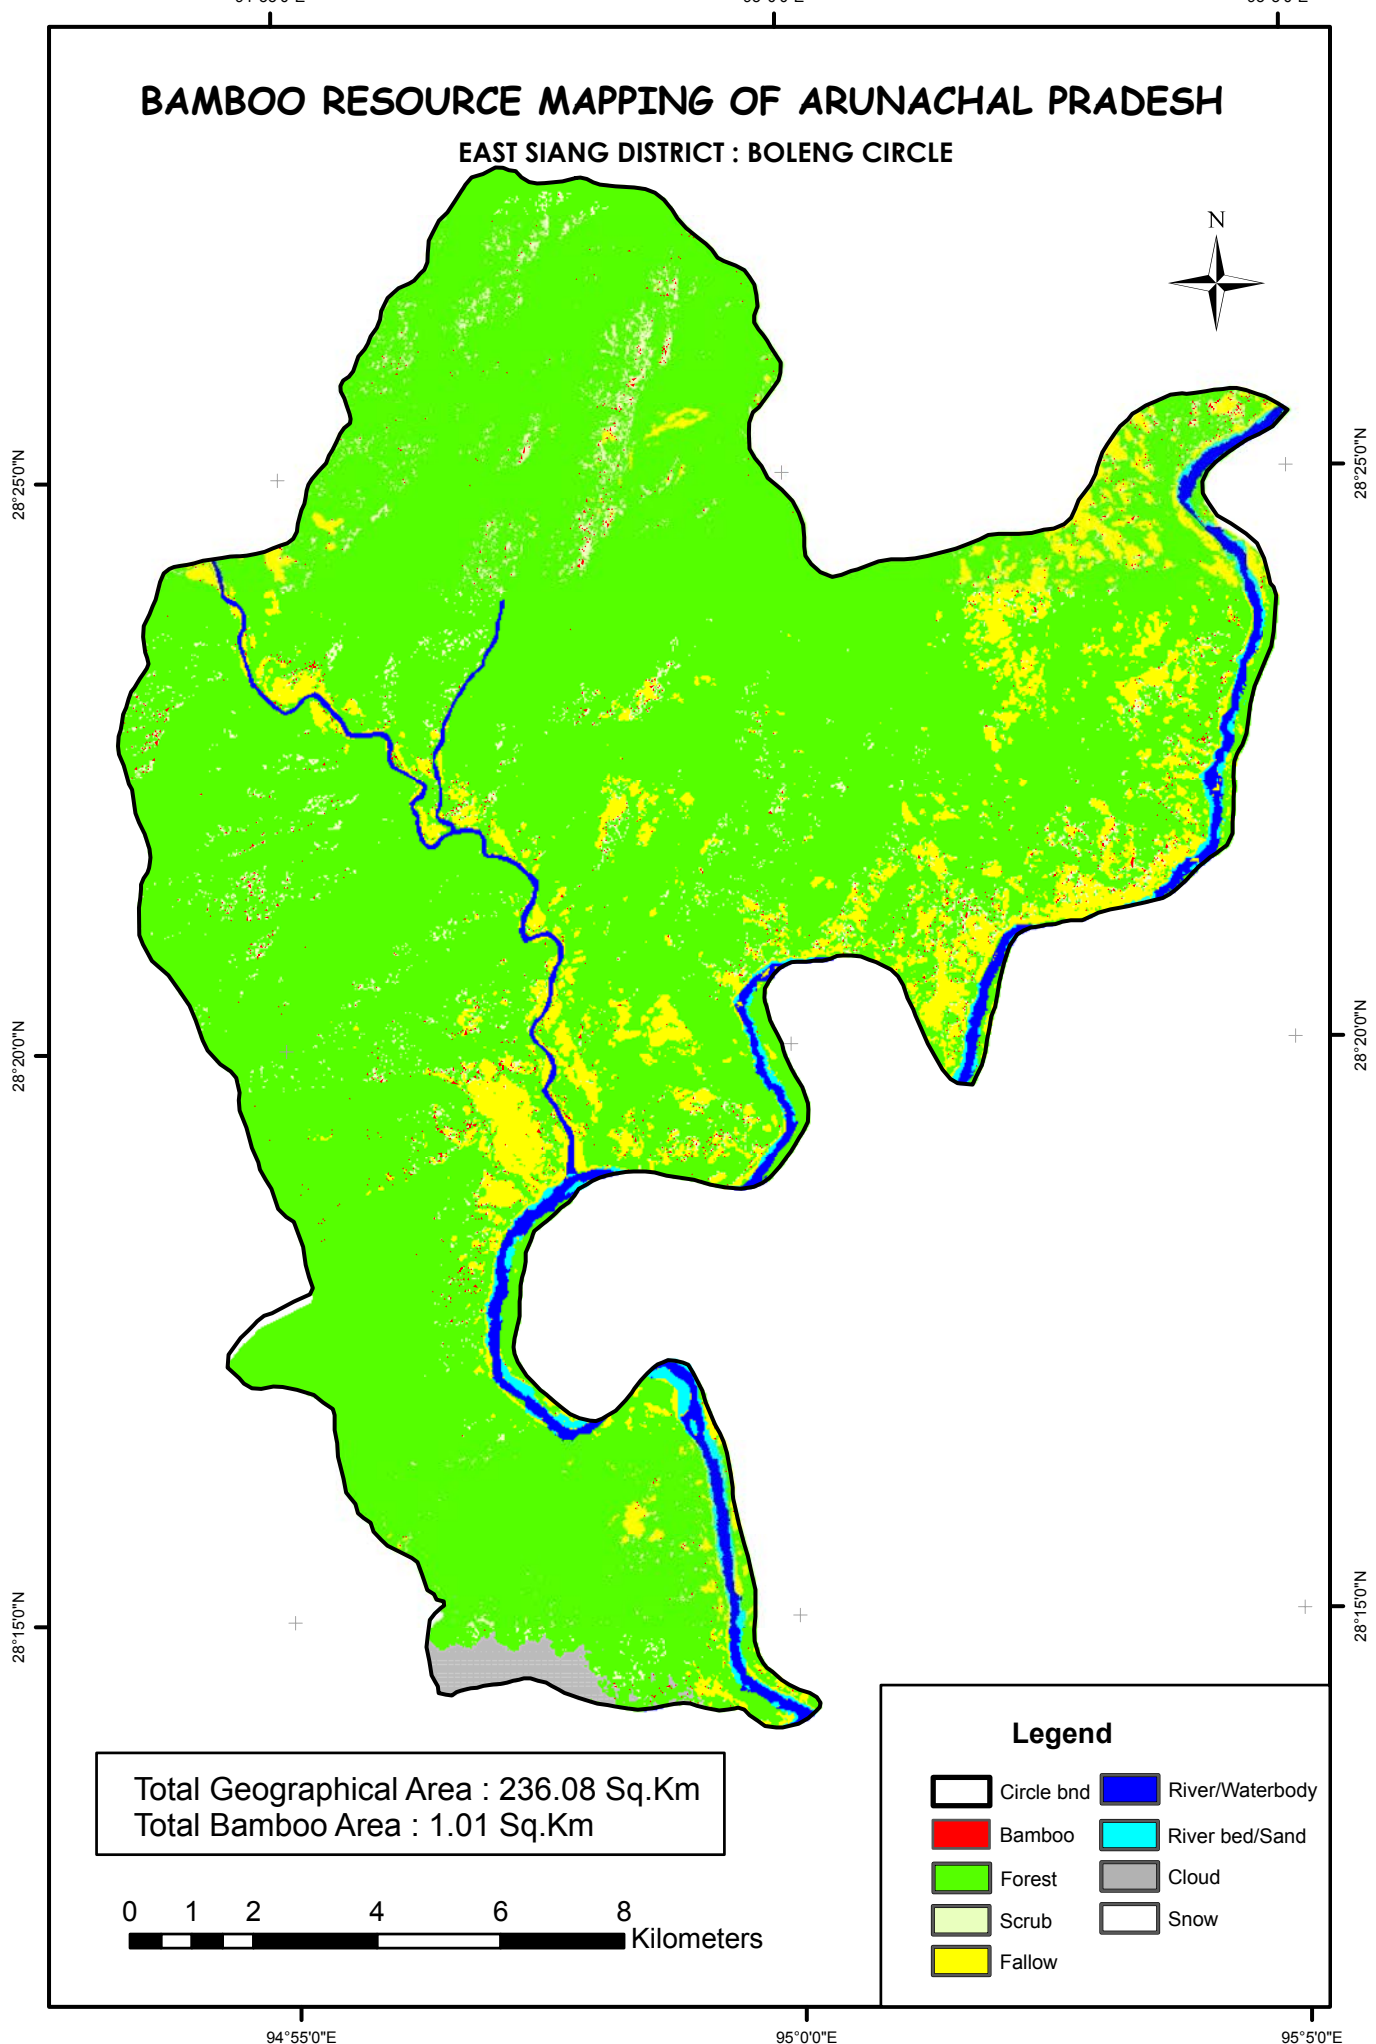 BAMBOO RESOURCE MAPPING OF ARUNACHAL PRADESH
EAST SIANG DISTRICT : BOLENG CIRCLE
N
28°25'0"N
28°25'0"N
28°20'0"N
28°20'0"N
28°15'0"N
28°15'0"N
Total Geographical Area : 236.08 Sq.Km
Total Bamboo Area : 1.01 Sq.Km
0 1 2 4 6 8
Kilometers
Legend
Circle bnd
Bamboo
Forest
Scrub
Fallow
River/Waterbody
River bed/Sand
Cloud
Snow
94°55'0"E
95°0'0"E
95°5'0"E